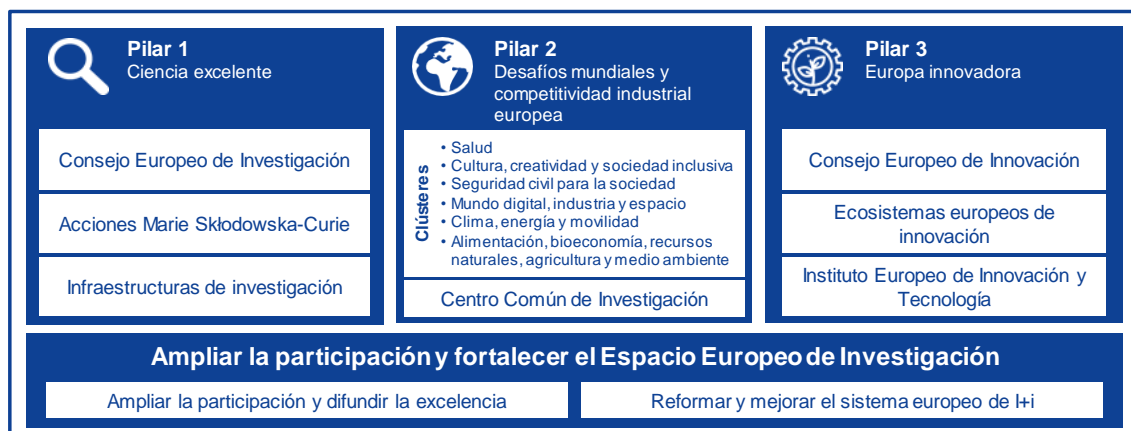 Pilar 1
Ciencia excelente
Consejo Europeo de Investigación
Acciones Marie Skłodowska-Curie
Infraestructuras de investigación
Pilar 2
Desafíos mundiales y
competitividad industrial
europea
Clústeres
• Salud
• Cultura, creatividad y sociedad inclusiva
• Seguridad civil para la sociedad
• Mundo digital, industria y espacio
• Clima, energía y movilidad
• Alimentación, bioeconomía, recursos
naturales, agricultura y medio ambiente
Centro Común de Investigación
Pilar 3
Europa innovadora
Consejo Europeo de Innovación
Ecosistemas europeos de
innovación
Instituto Europeo de Innovación y
Tecnología
Ampliar la participación y fortalecer el Espacio Europeo de Investigación
Ampliar la participación y difundir la excelencia
Reformar y mejorar el sistema europeo de I+i